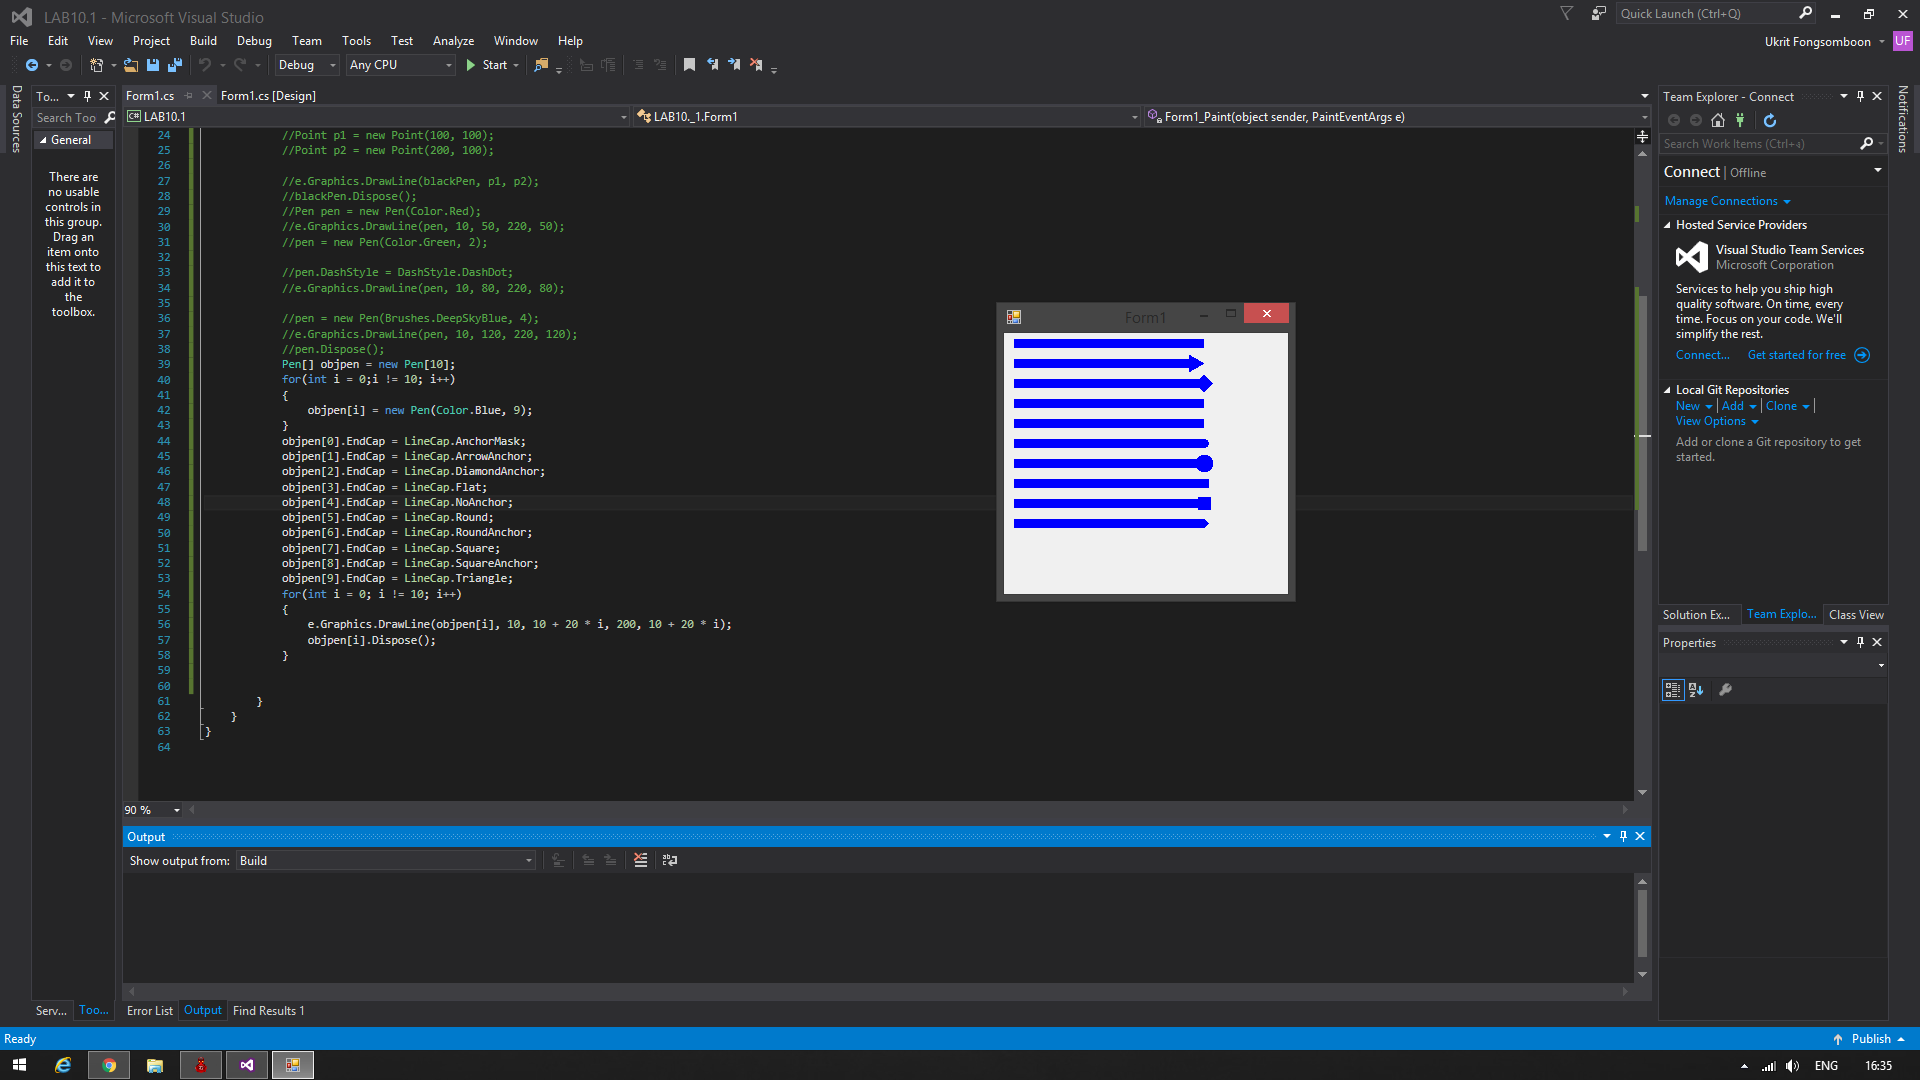 LAB10.1 - Microsoft Visual Studio
Quick Launch (Ctrl+Q)
File Edit View Project Build Debug Team Tools Test Analyze Window Help
Ukrit Fongsomboon UF
Debug Any CPU Start
Data Sources
To...
Search Too
General
There are
no usable
controls in
this group.
Drag an
item onto
this text to
add it to
the
toolbox.
Form1.cs Form1.cs [Design]
C# LAB10.1 LAB10._1.Form1 Form1_Paint(object sender, PaintEventArgs e)
24 //Point p1 = new Point(100, 100);
25 //Point p2 = new Point(200, 100);
26
27 //e.Graphics.DrawLine(blackPen, p1, p2);
28 //blackPen.Dispose();
29 //Pen pen = new Pen(Color.Red);
30 //e.Graphics.DrawLine(pen, 10, 50, 220, 50);
31 //pen = new Pen(Color.Green, 2);
32
33 //pen.DashStyle = DashStyle.DashDot;
34 //e.Graphics.DrawLine(pen, 10, 80, 220, 80);
35
36 //pen = new Pen(Brushes.DeepSkyBlue, 4);
37 //e.Graphics.DrawLine(pen, 10, 120, 220, 120);
38 //pen.Dispose();
39 Pen[] objpen = new Pen[10];
40 for(int i = 0;i != 10; i++)
41 {
42 objpen[i] = new Pen(Color.Blue, 9);
43 }
44 objpen[0].EndCap = LineCap.AnchorMask;
45 objpen[1].EndCap = LineCap.ArrowAnchor;
46 objpen[2].EndCap = LineCap.DiamondAnchor;
47 objpen[3].EndCap = LineCap.Flat;
48 objpen[4].EndCap = LineCap.NoAnchor;
49 objpen[5].EndCap = LineCap.Round;
50 objpen[6].EndCap = LineCap.RoundAnchor;
51 objpen[7].EndCap = LineCap.Square;
52 objpen[8].EndCap = LineCap.SquareAnchor;
53 objpen[9].EndCap = LineCap.Triangle;
54 for(int i = 0; i != 10; i++)
55 {
56 e.Graphics.DrawLine(objpen[i], 10, 10 + 20 * i, 200, 10 + 20 * i);
57 objpen[i].Dispose();
58 }
59
60
61 }
62 }
63 }
64
90 %
Form1
Output
Show output from: Build
Serv... Too... Error List Output Find Results 1
Team Explorer - Connect
Search Work Items (Ctrl+ง)
Connect | Offline
Manage Connections
Hosted Service Providers
Visual Studio Team Services
Microsoft Corporation
Services to help you ship high
quality software. On time, every
time. Focus on your code. We'll
simplify the rest.
Connect... Get started for free
Local Git Repositories
New | Add | Clone |
View Options
Add or clone a Git repository to get
started.
Solution Ex... Team Explo... Class View
Properties
Notifications
Ready
Publish
ENG 16:35